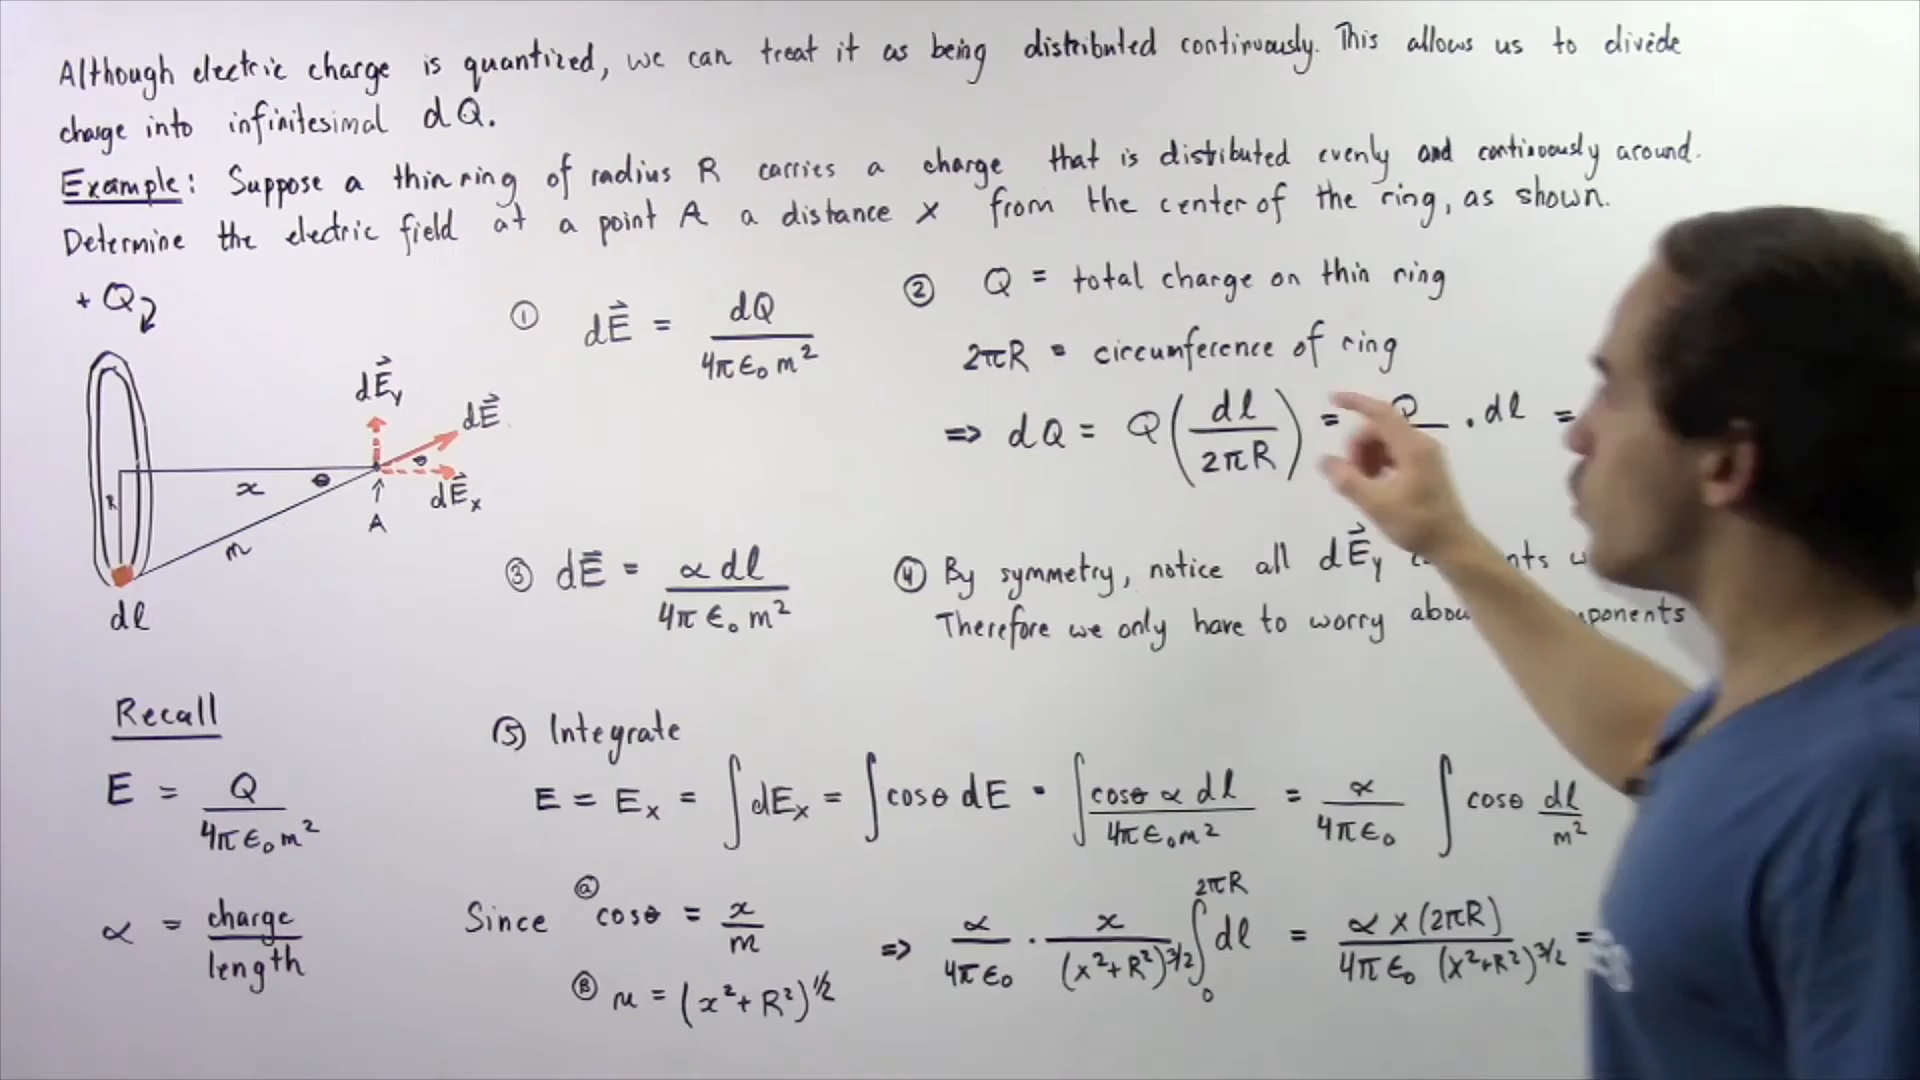 Although electric charge is quantized, we can treat it as being distributed continuously. This allows us to divide
charge into infinitesimal dQ.
Example: Suppose a thin ring of radius R carries a charge that is distributed evenly and continuously around.
Determine the electric field at a point A a distance x from the center of the ring, as shown.
+Q
dE⃗y
dE⃗
R
x
θ
θ
dE⃗x
A
m
dl
① dE⃗ = dQ / 4πε₀m²
② Q = total charge on thin ring
2πR = circumference of ring
=> dQ = Q(dl / 2πR) = Q . dl =
③ dE⃗ = α dl / 4πε₀m²
④ By symmetry, notice all dE⃗y
Therefore we only have to worry
Recall
E = Q / 4πε₀m²
α = charge / length
⑤ Integrate
E = Ex = ∫dEx = ∫cosθ dE = ∫cosθ α dl / 4πε₀m² = α / 4πε₀ ∫ cosθ dl / m²
Since ⓐ cosθ = x / m
Ⓑ m = (x² + R²)^1/2
=> α / 4πε₀ · x / (x² + R²)^3/2 ∫₀^2πR dl = α x (2πR) / 4πε₀ (x² + R²)^3/2 =